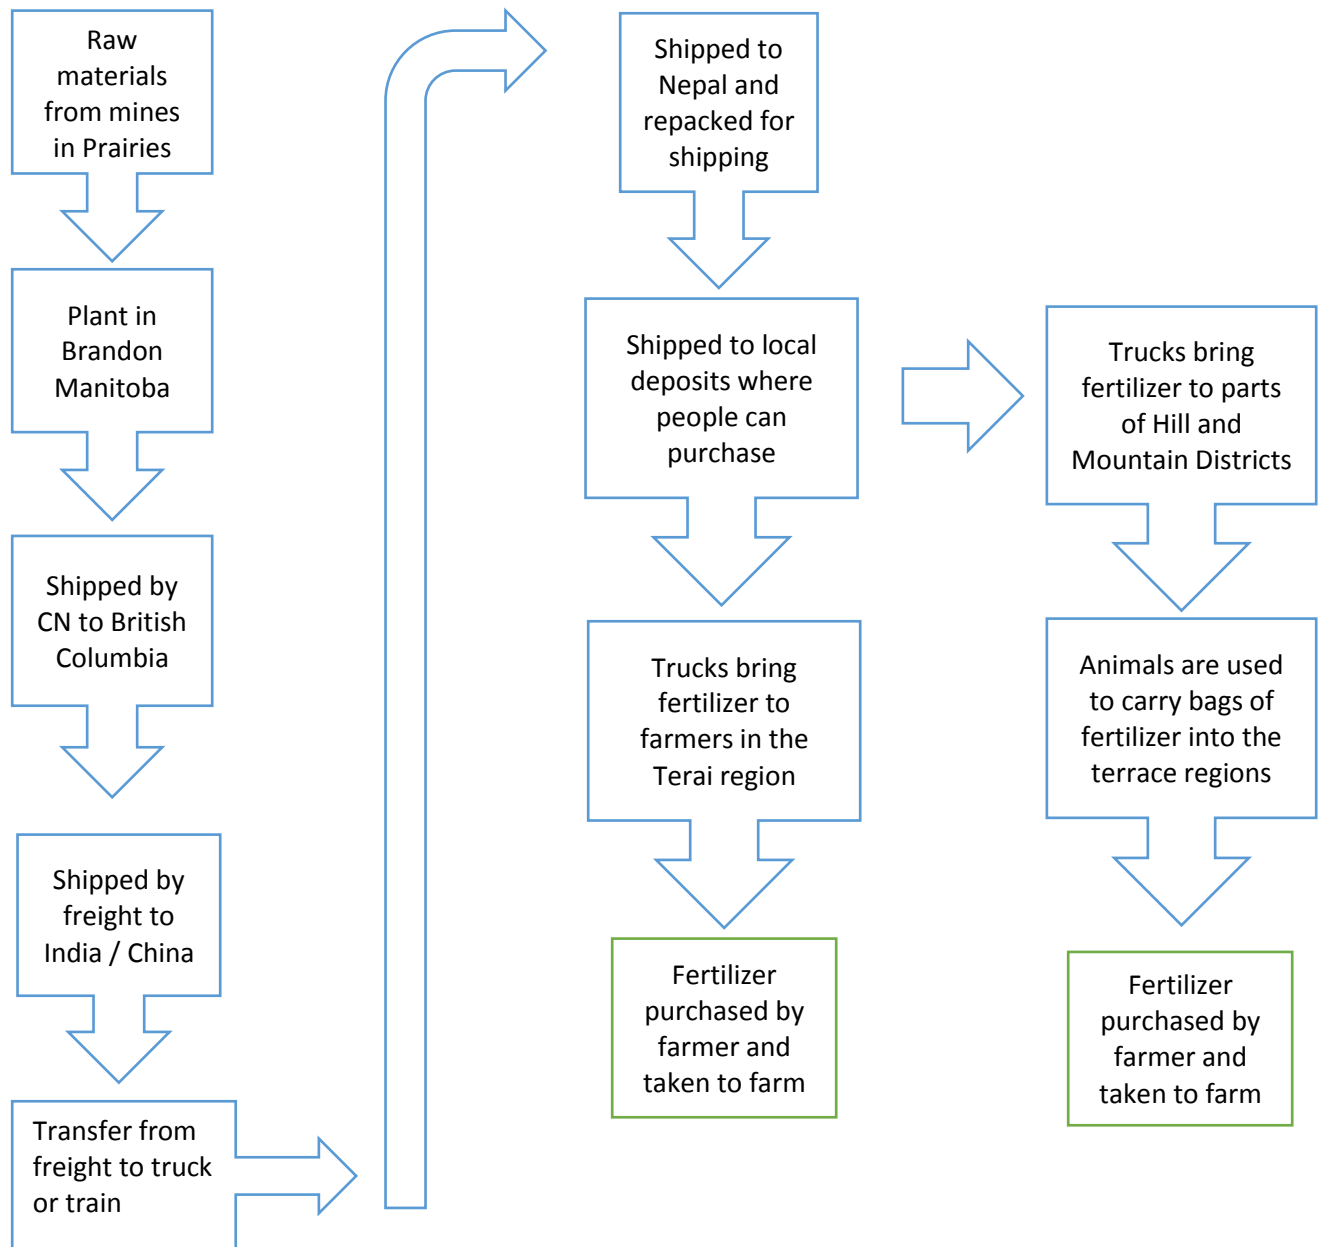 Raw
materials
from mines
in Prairies
Plant in
Brandon
Manitoba
Shipped by
CN to British
Columbia
Shipped by
freight to
India / China
Transfer from
freight to truck
or train
Shipped to
Nepal and
repacked for
shipping
Shipped to local
deposits where
people can
purchase
Trucks bring
fertilizer to
farmers in the
Terai region
Fertilizer
purchased by
farmer and
taken to farm
Trucks bring
fertilizer to parts
of Hill and
Mountain Districts
Animals are used
to carry bags of
fertilizer into the
terrace regions
Fertilizer
purchased by
farmer and
taken to farm